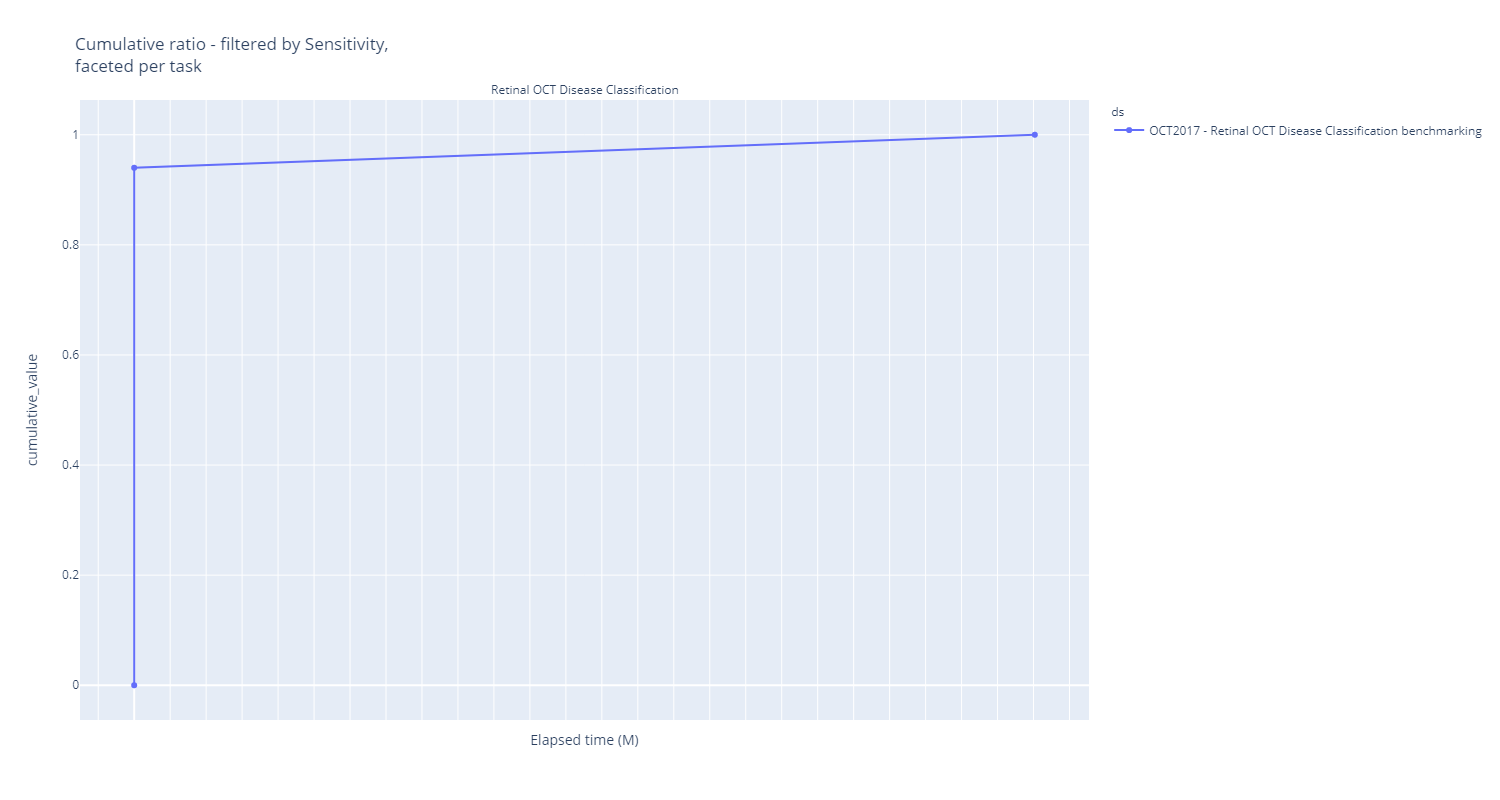 Cumulative ratio - filtered by Sensitivity,
faceted per task
Retinal OCT Disease Classification
ds
OCT2017 - Retinal OCT Disease Classification benchmarking
1
0.8
0.6
0.4
0.2
0
cumulative_value
Elapsed time (M)